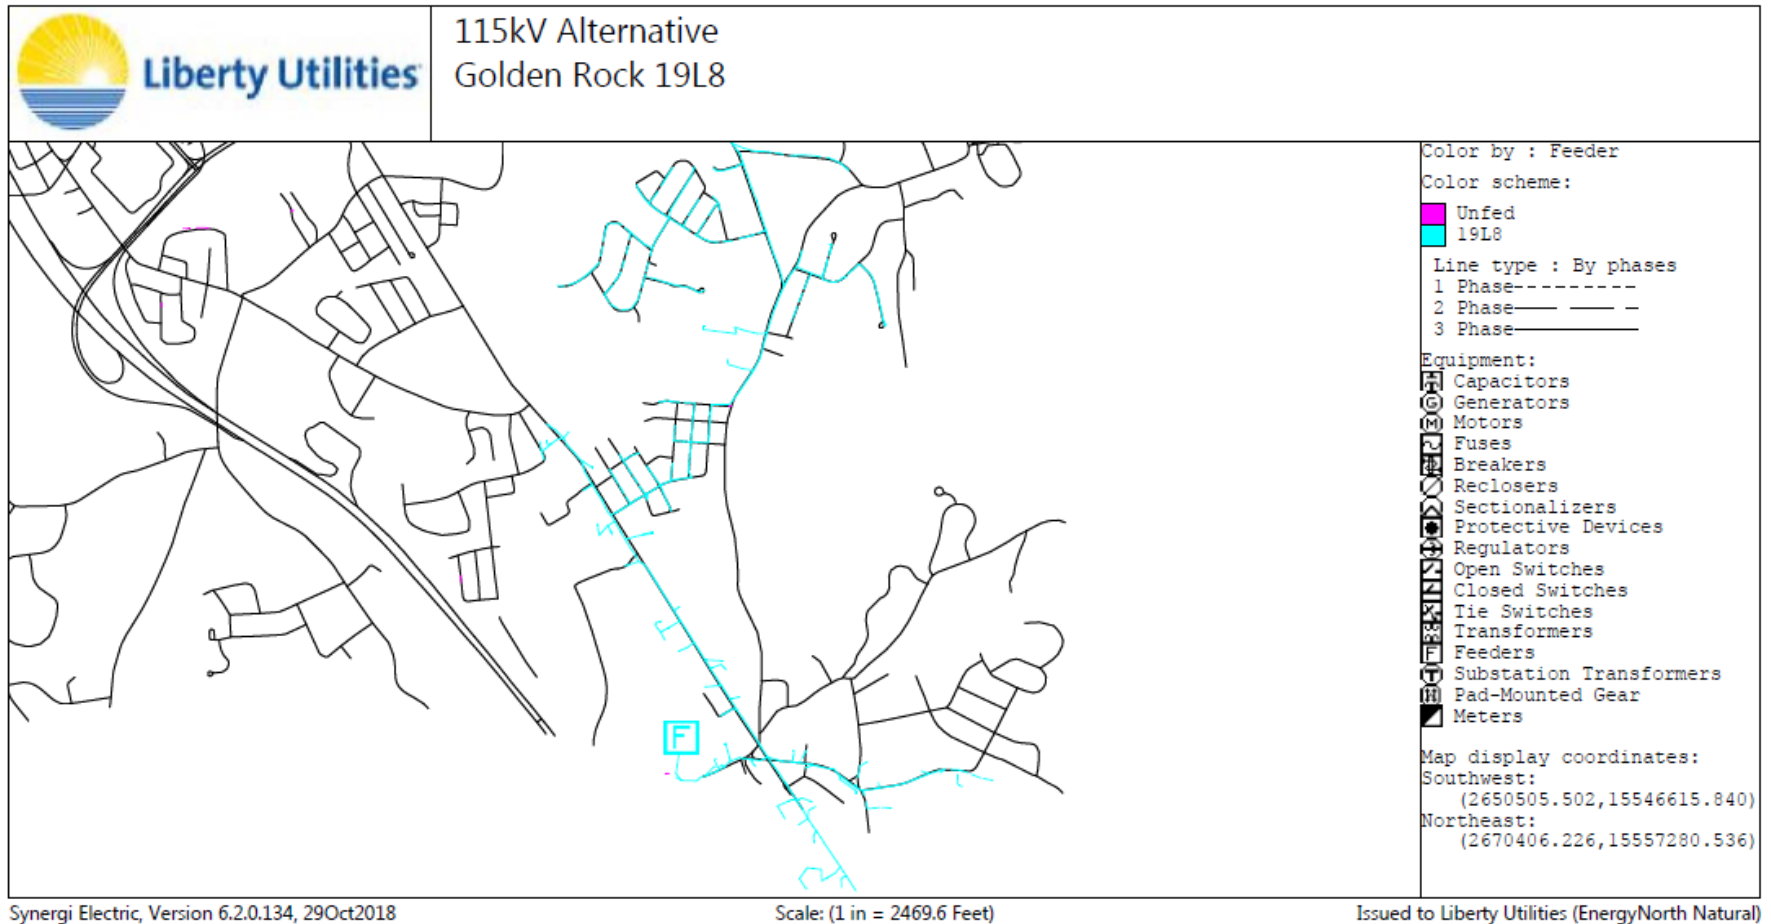 Liberty Utilities
115kV Alternative
Golden Rock 19L8
Color by : Feeder
Color scheme:
Unfed
19L8
Line type : By phases
1 Phase
2 Phase
3 Phase
Equipment:
Capacitors
G Generators
M Motors
Fuses
Breakers
Reclosers
Sectionalizers
Protective Devices
Regulators
Open Switches
Closed Switches
Tie Switches
Transformers
F Feeders
T Substation Transformers
Pad-Mounted Gear
Meters
Map display coordinates:
Southwest:
(2650505.502,15546615.840)
Northeast:
(2670406.226,15557280.536)
F
Synergi Electric, Version 6.2.0.134, 29Oct2018
Scale: (1 in = 2469.6 Feet)
Issued to Liberty Utilities (EnergyNorth Natural)